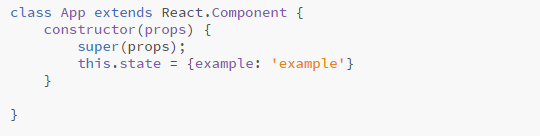 class App extends React.Component {
    constructor(props) {
        super(props);
        this.state = {example: 'example'}
    }

}